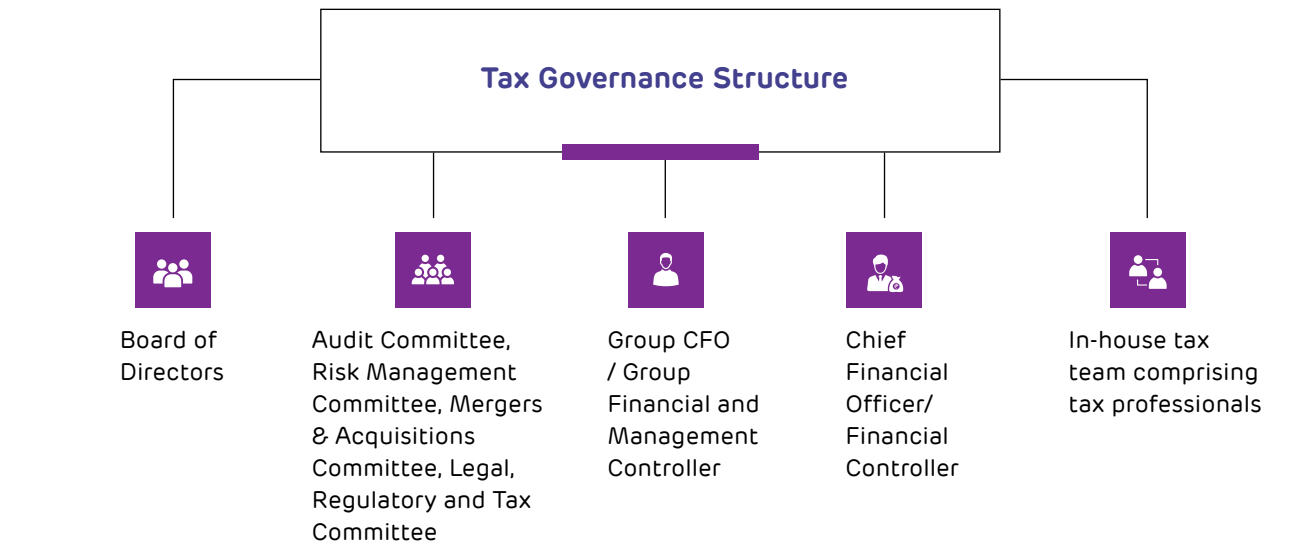 Tax Governance Structure
Board of
Directors
Audit Committee,
Risk Management
Committee, Mergers
& Acquisitions
Committee, Legal,
Regulatory and Tax
Committee
Group CFO
/ Group
Financial and
Management
Controller
Chief
Financial
Officer/
Financial
Controller
In-house tax
team comprising
tax professionals